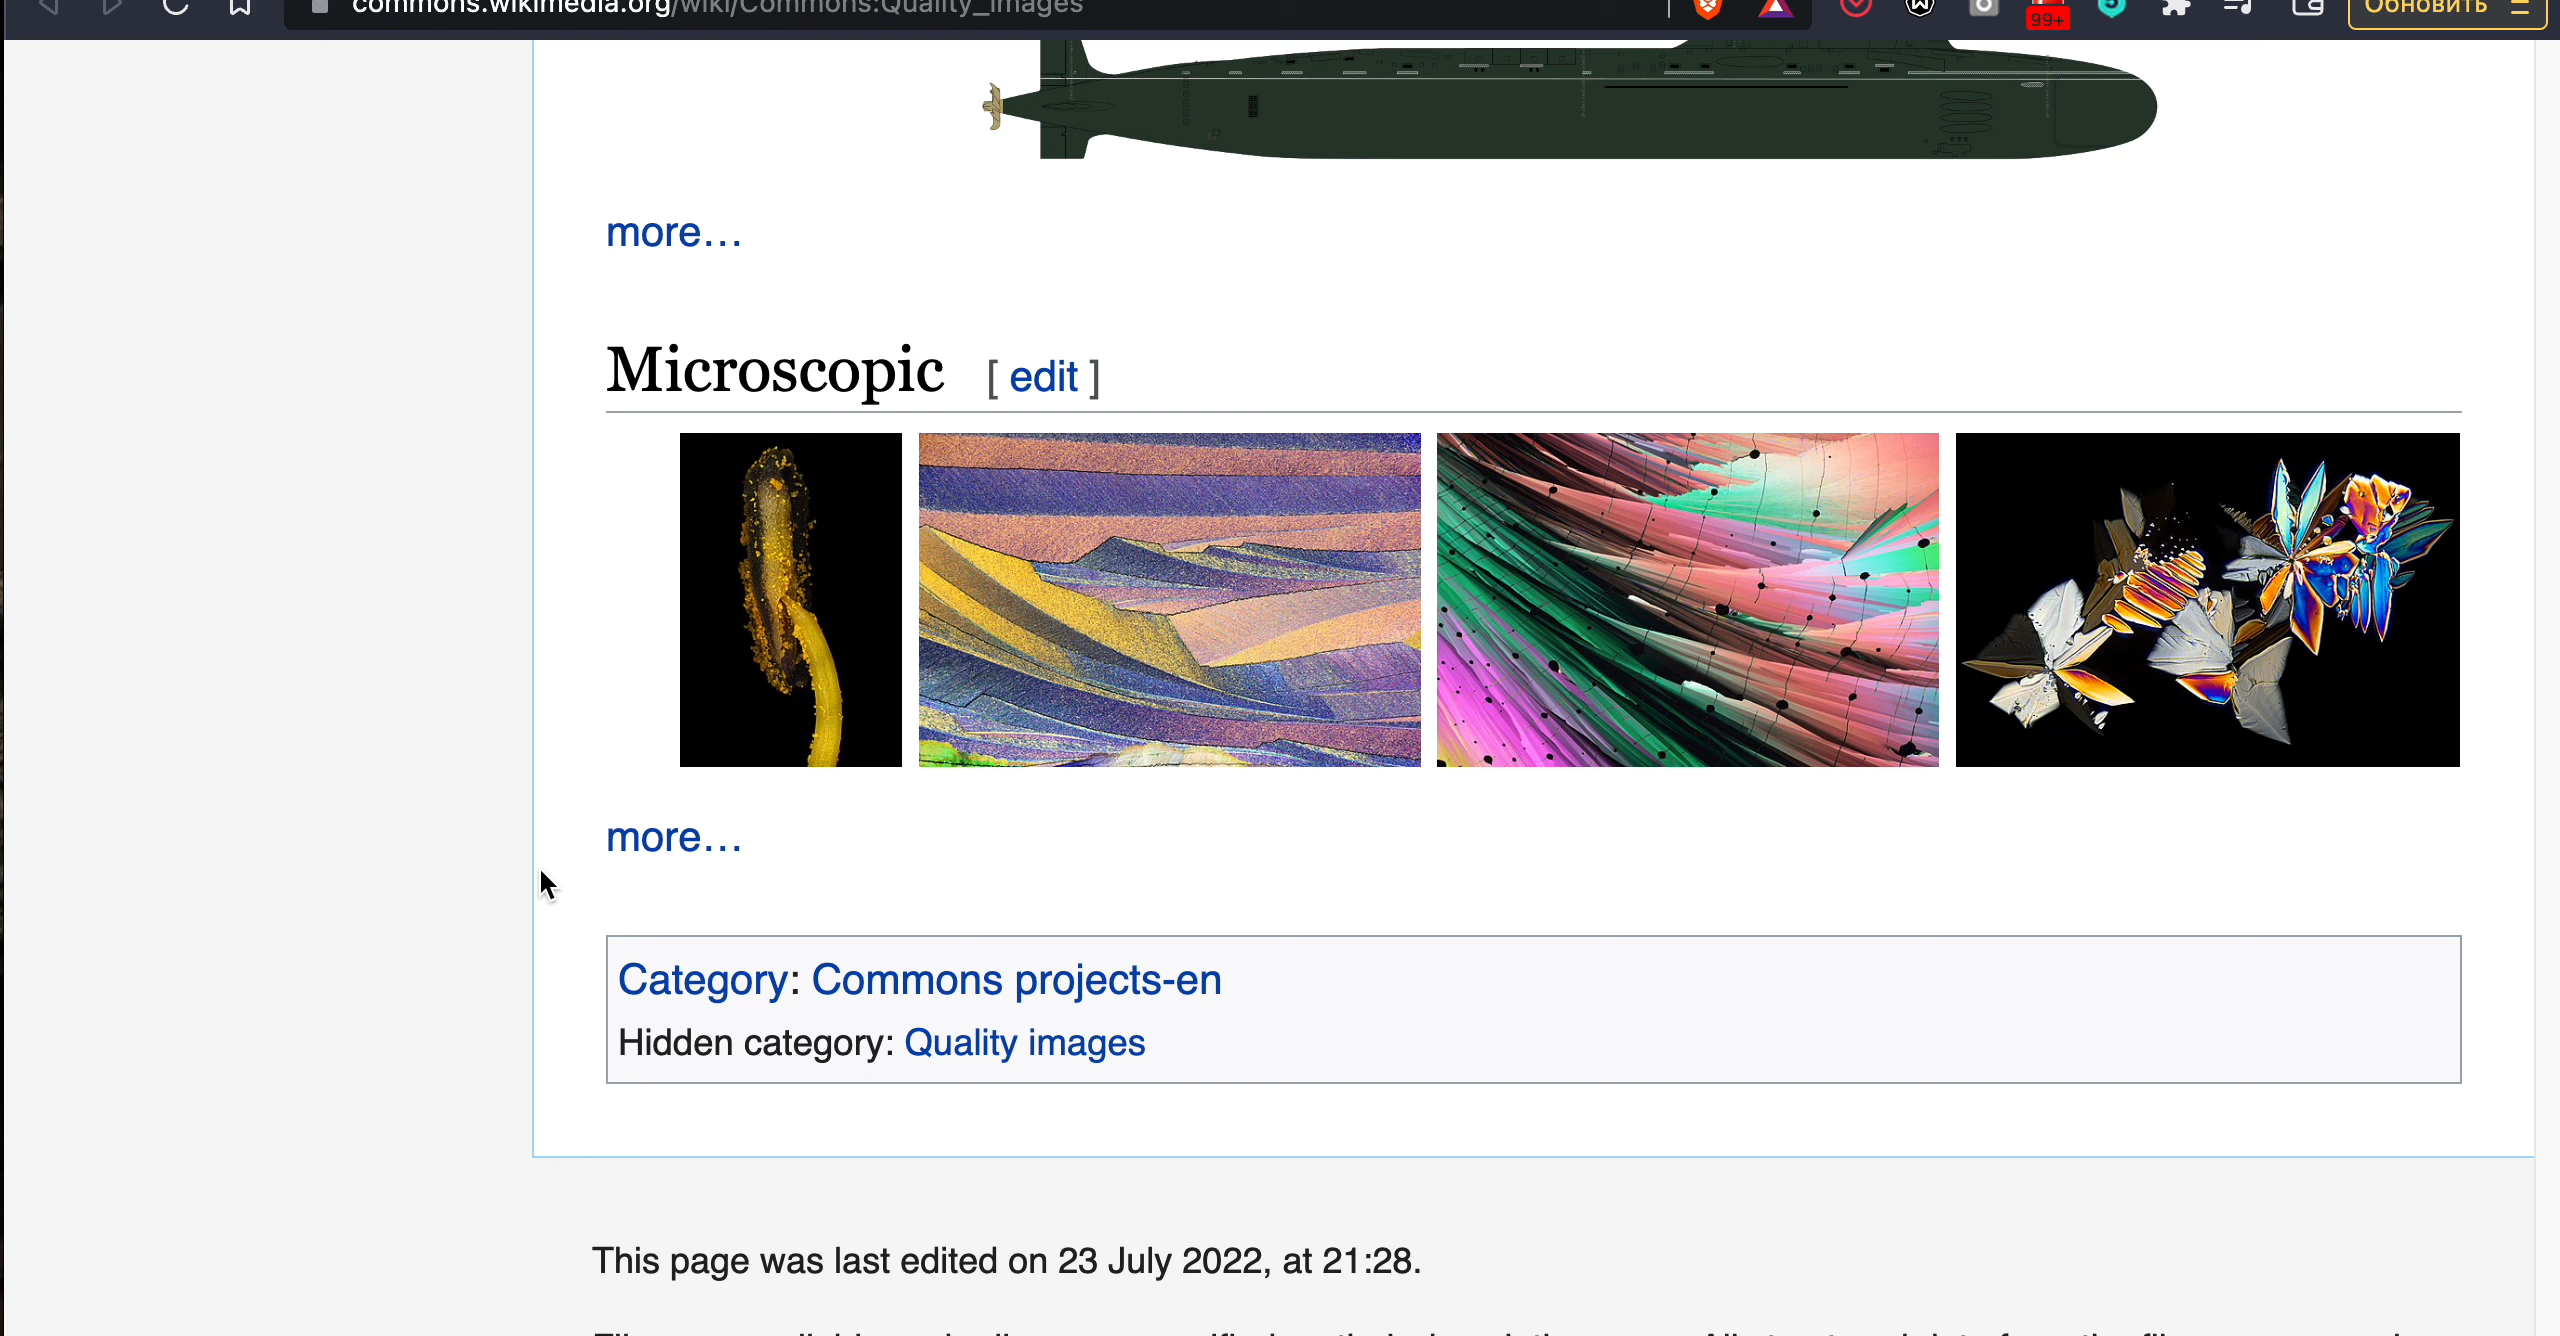 commons.wikimedia.org/wiki/Commons:Quality_images
99+
Обновить
more…
Microscopic [ edit ]
more…
Category: Commons projects-en
Hidden category: Quality images
This page was last edited on 23 July 2022, at 21:28.